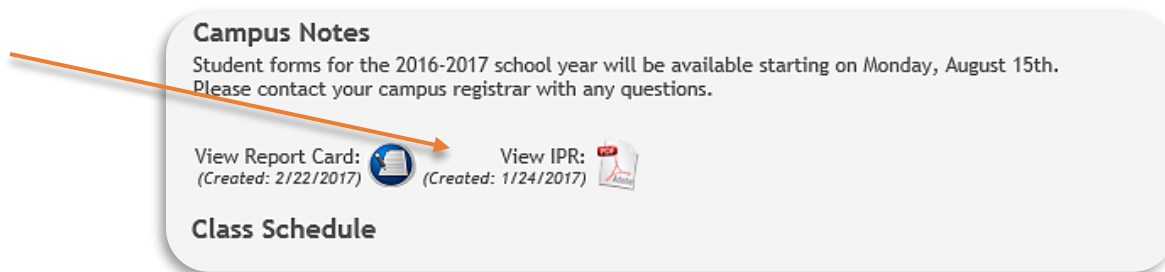 Campus Notes
Student forms for the 2016-2017 school year will be available starting on Monday, August 15th.
Please contact your campus registrar with any questions.
View Report Card: View IPR:
(Created: 2/22/2017) (Created: 1/24/2017)
PDF
Adobe
Class Schedule